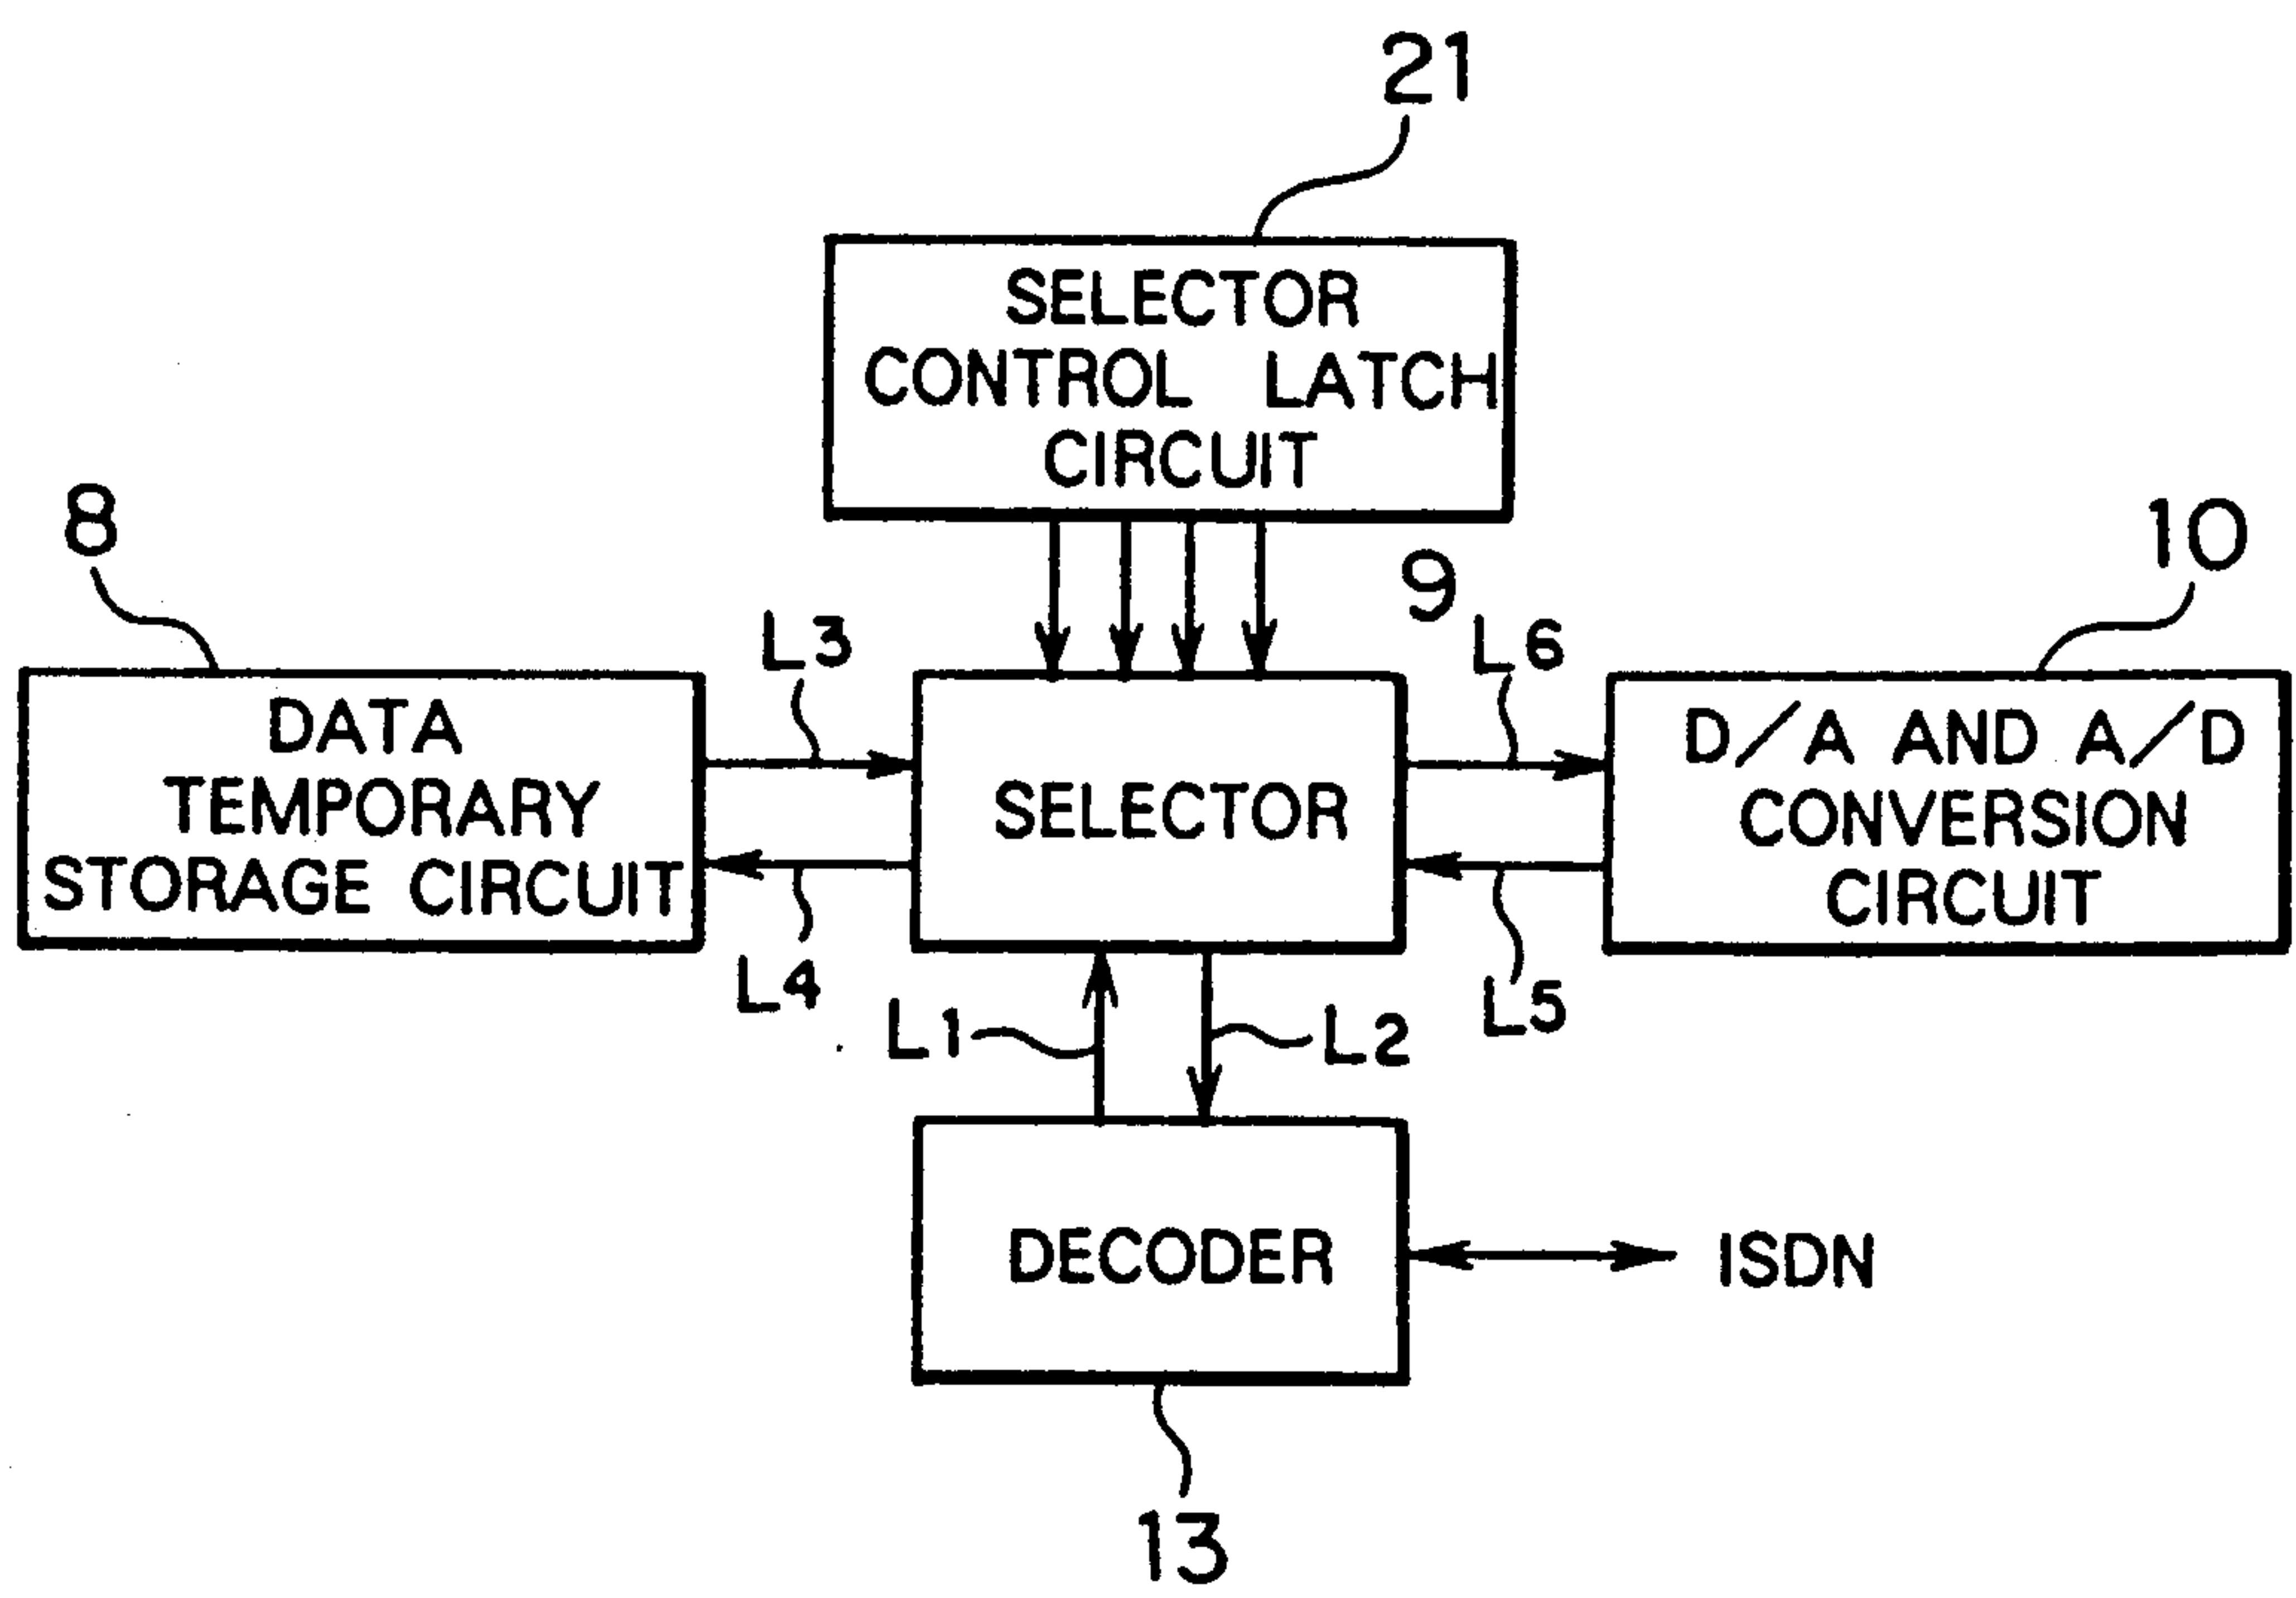 21
SELECTOR
CONTROL LATCH
CIRCUIT
8
9
10
L3
L6
DATA
TEMPORARY
STORAGE CIRCUIT
SELECTOR
D/A AND A/D
CONVERSION
CIRCUIT
L4
L1
L2
L5
DECODER
ISDN
13